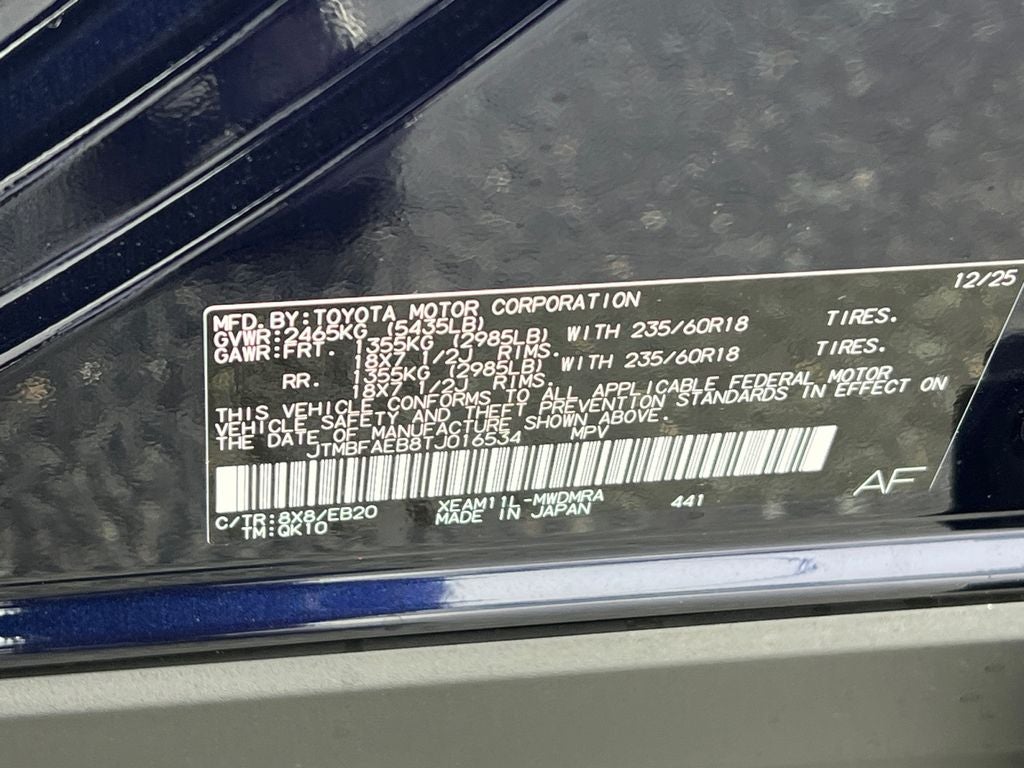 12/25
MFD.BY:TOYOTA MOTOR CORPORATION
GVWR:2465KG (5435LB)
GAWR:FRT. 1355KG (2985LB) WITH 235/60R18 TIRES.
18X7 1/2J RIMS.
RR. 1355KG (2985LB) WITH 235/60R18 TIRES.
18X7 1/2J RIMS.
THIS VEHICLE CONFORMS TO ALL APPLICABLE FEDERAL MOTOR
VEHICLE SAFETY AND THEFT PREVENTION STANDARDS IN EFFECT ON
THE DATE OF MANUFACTURE SHOWN ABOVE.
JTMBFAEB8TJ016534 MPV
C/TR:8X8/EB20 XEAM11L-MWDMRA 441
TM:QK10 MADE IN JAPAN
AF